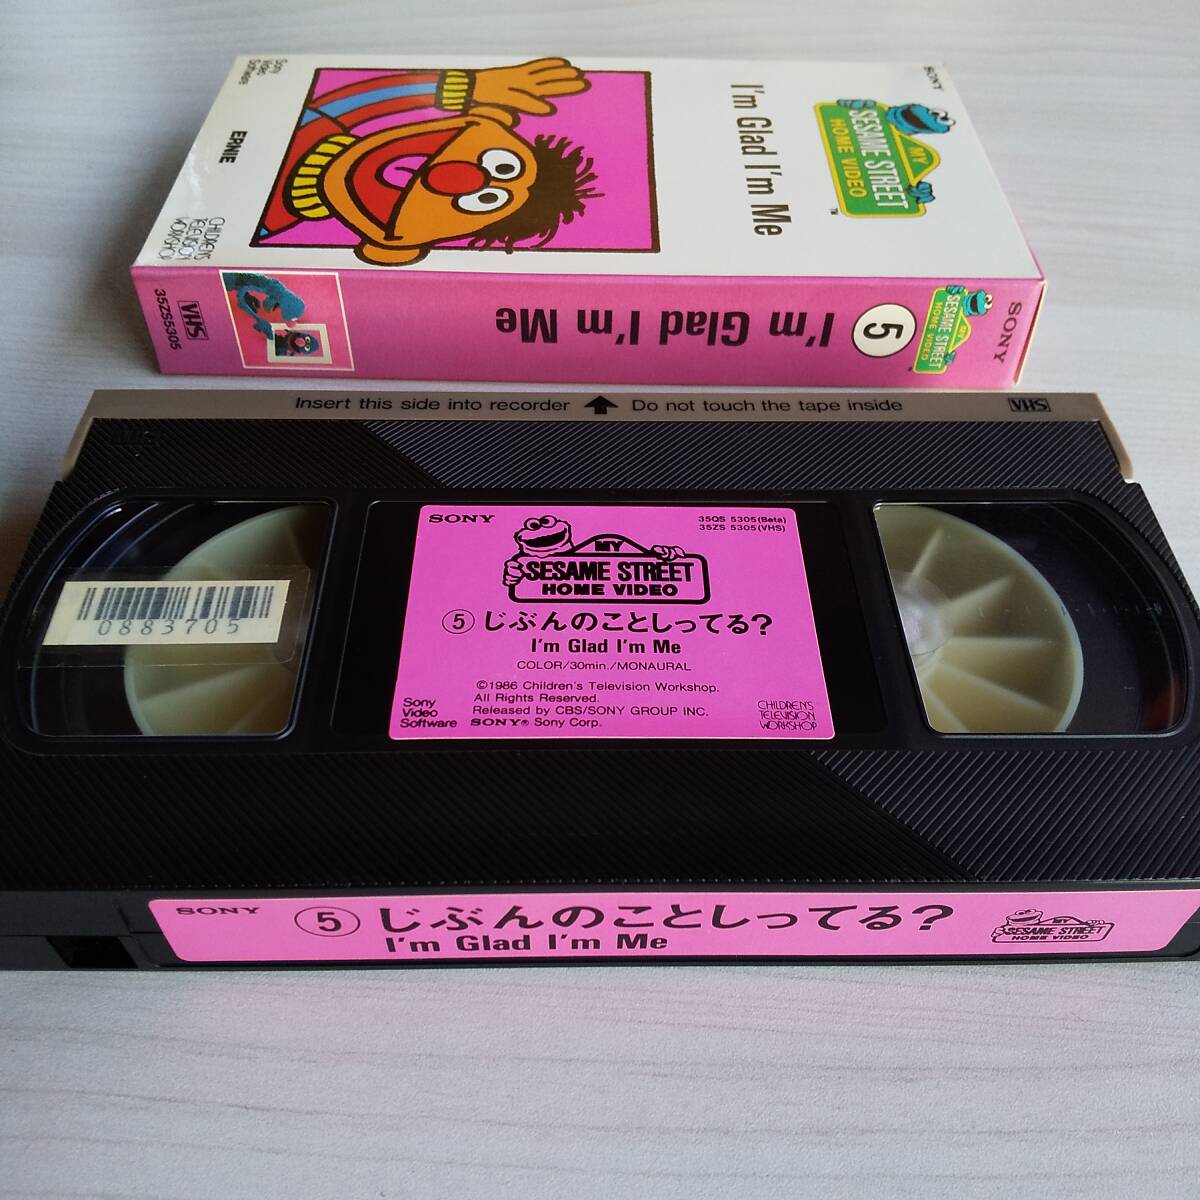 SONY
MY
SESAME STREET
HOME VIDEO
TM
I'm Glad I'm Me
Sony
Video
Software
ERNIE
CHILDREN'S
TELEVISION
WORKSHOP
SONY
MY
SESAME STREET
HOME VIDEO
5
I'm Glad I'm Me
VHS
35ZS5305
Insert this side into recorder
Do not touch the tape inside
VHS
0883705
SONY
35QS 5305(Beta)
35ZS 5305(VHS)
MY
SESAME STREET
HOME VIDEO
⑤じぶんのことしってる?
I'm Glad I'm Me
COLOR/30min./MONAURAL
©1986 Children's Television Workshop.
All Rights Reserved.
Released by CBS/SONY GROUP INC.
SONY® Sony Corp.
Sony
Video
Software
CHILDREN'S
TELEVISION
WORKSHOP
SONY
⑤じぶんのことしってる?
I'm Glad I'm Me
MY
SESAME STREET
HOME VIDEO